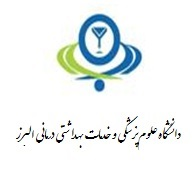 دانشگاه علوم پزشکی و خدمات بهداشتی درمانی البرز